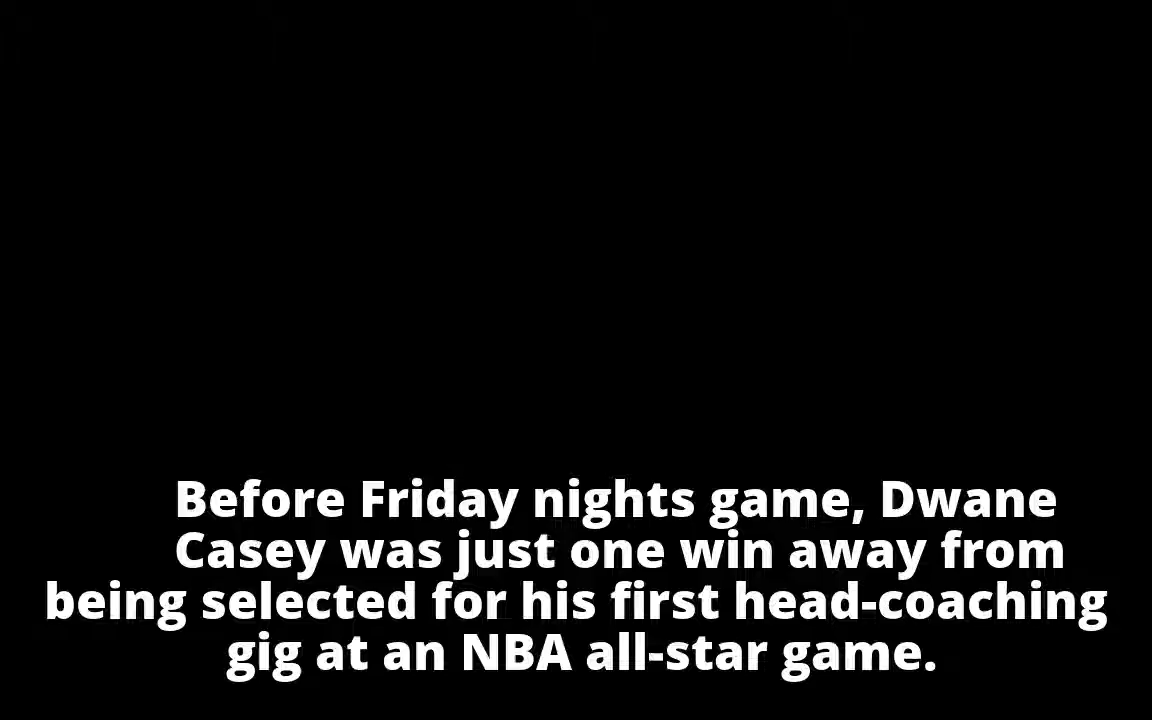 Before Friday nights game, Dwane
Casey was just one win away from
being selected for his first head-coaching
gig at an NBA all-star game.